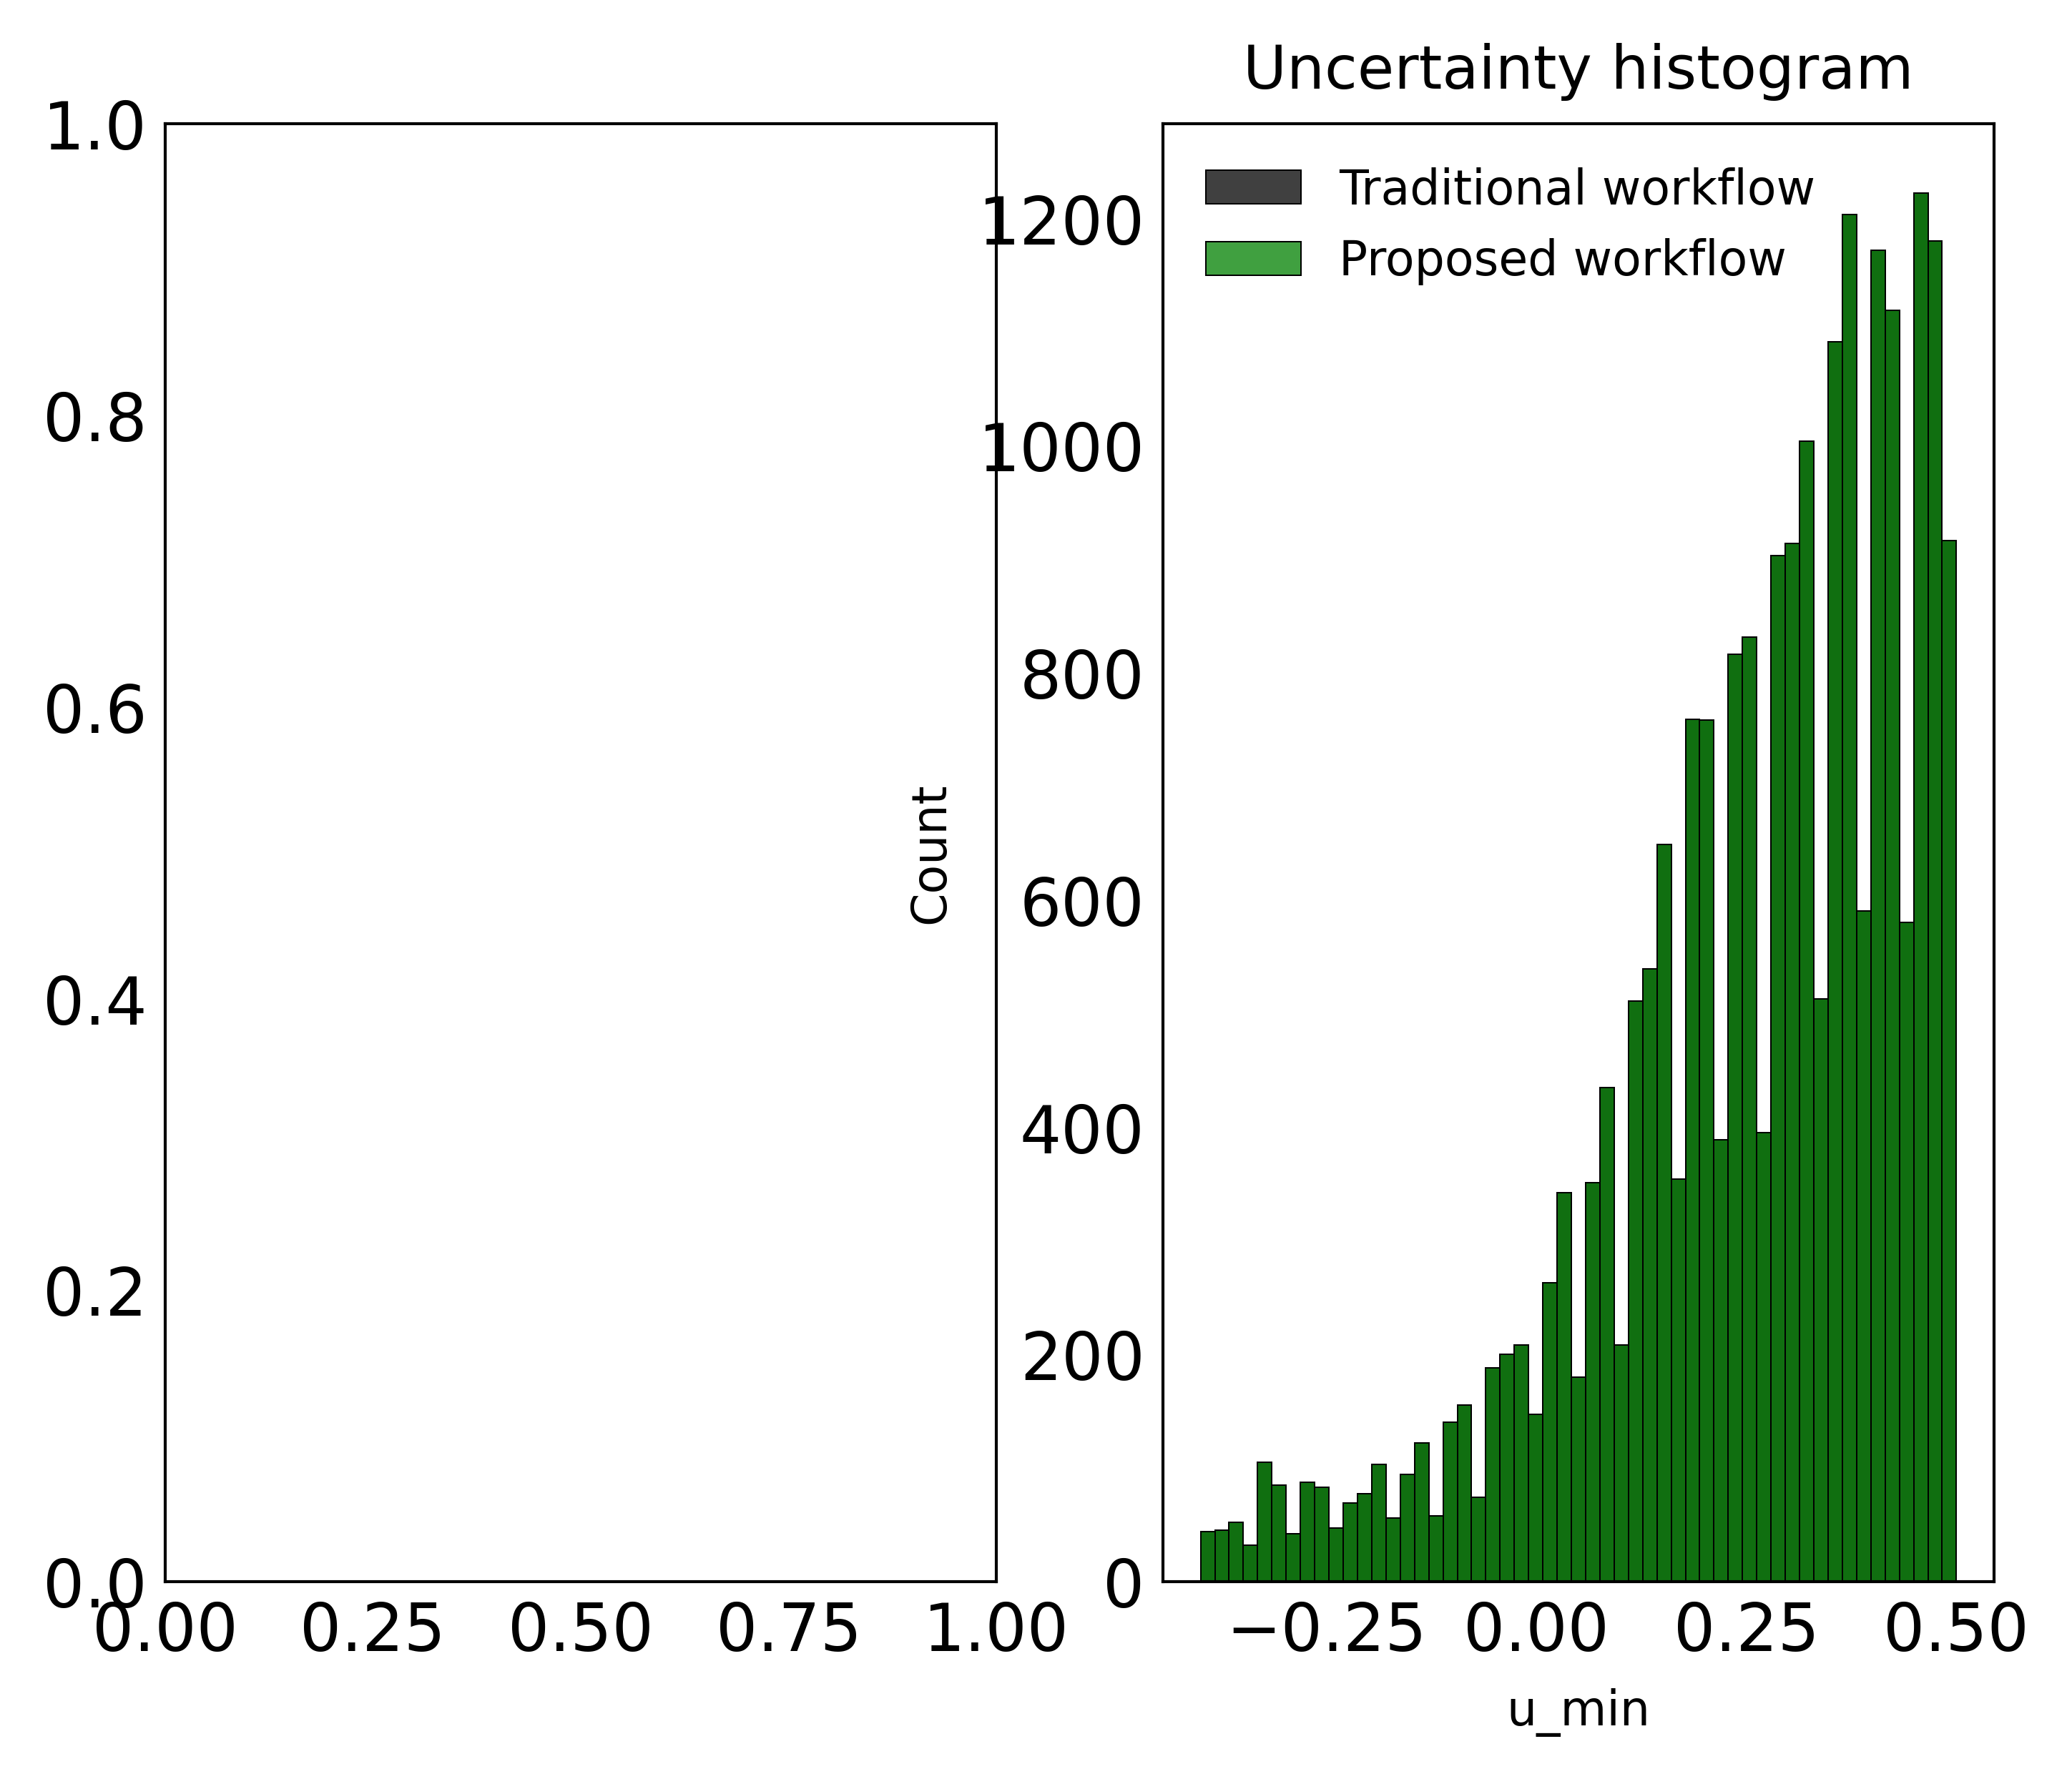 Uncertainty histogram
1.0
0.8
0.6
0.4
0.2
0.0
0.00 0.25 0.50 0.75 1.00
Count
1200
1000
800
600
400
200
0
Traditional workflow
Proposed workflow
−0.25 0.00 0.25 0.50
u_min